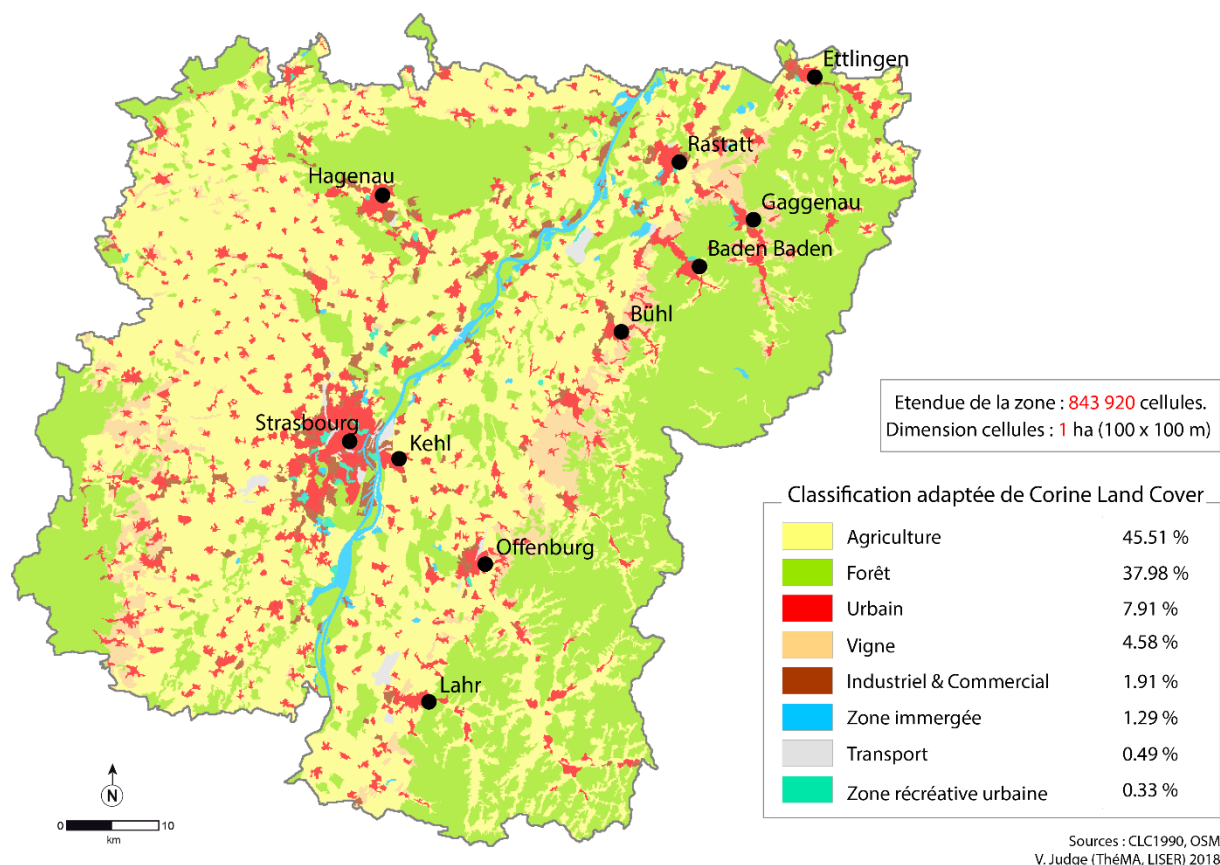 Ettlingen
Rastatt
Hagenau
Gaggenau
Baden Baden
Bühl
Strasbourg
Kehl
Offenburg
Lahr
Etendue de la zone : 843 920 cellules.
Dimension cellules : 1 ha (100 x 100 m)
Classification adaptée de Corine Land Cover
Agriculture 45.51 %
Forêt 37.98 %
Urbain 7.91 %
Vigne 4.58 %
Industriel & Commercial 1.91 %
Zone immergée 1.29 %
Transport 0.49 %
Zone récréative urbaine 0.33 %
N
0 10
km
Sources : CLC1990, OSM
V. Judge (ThéMA, LISER) 2018